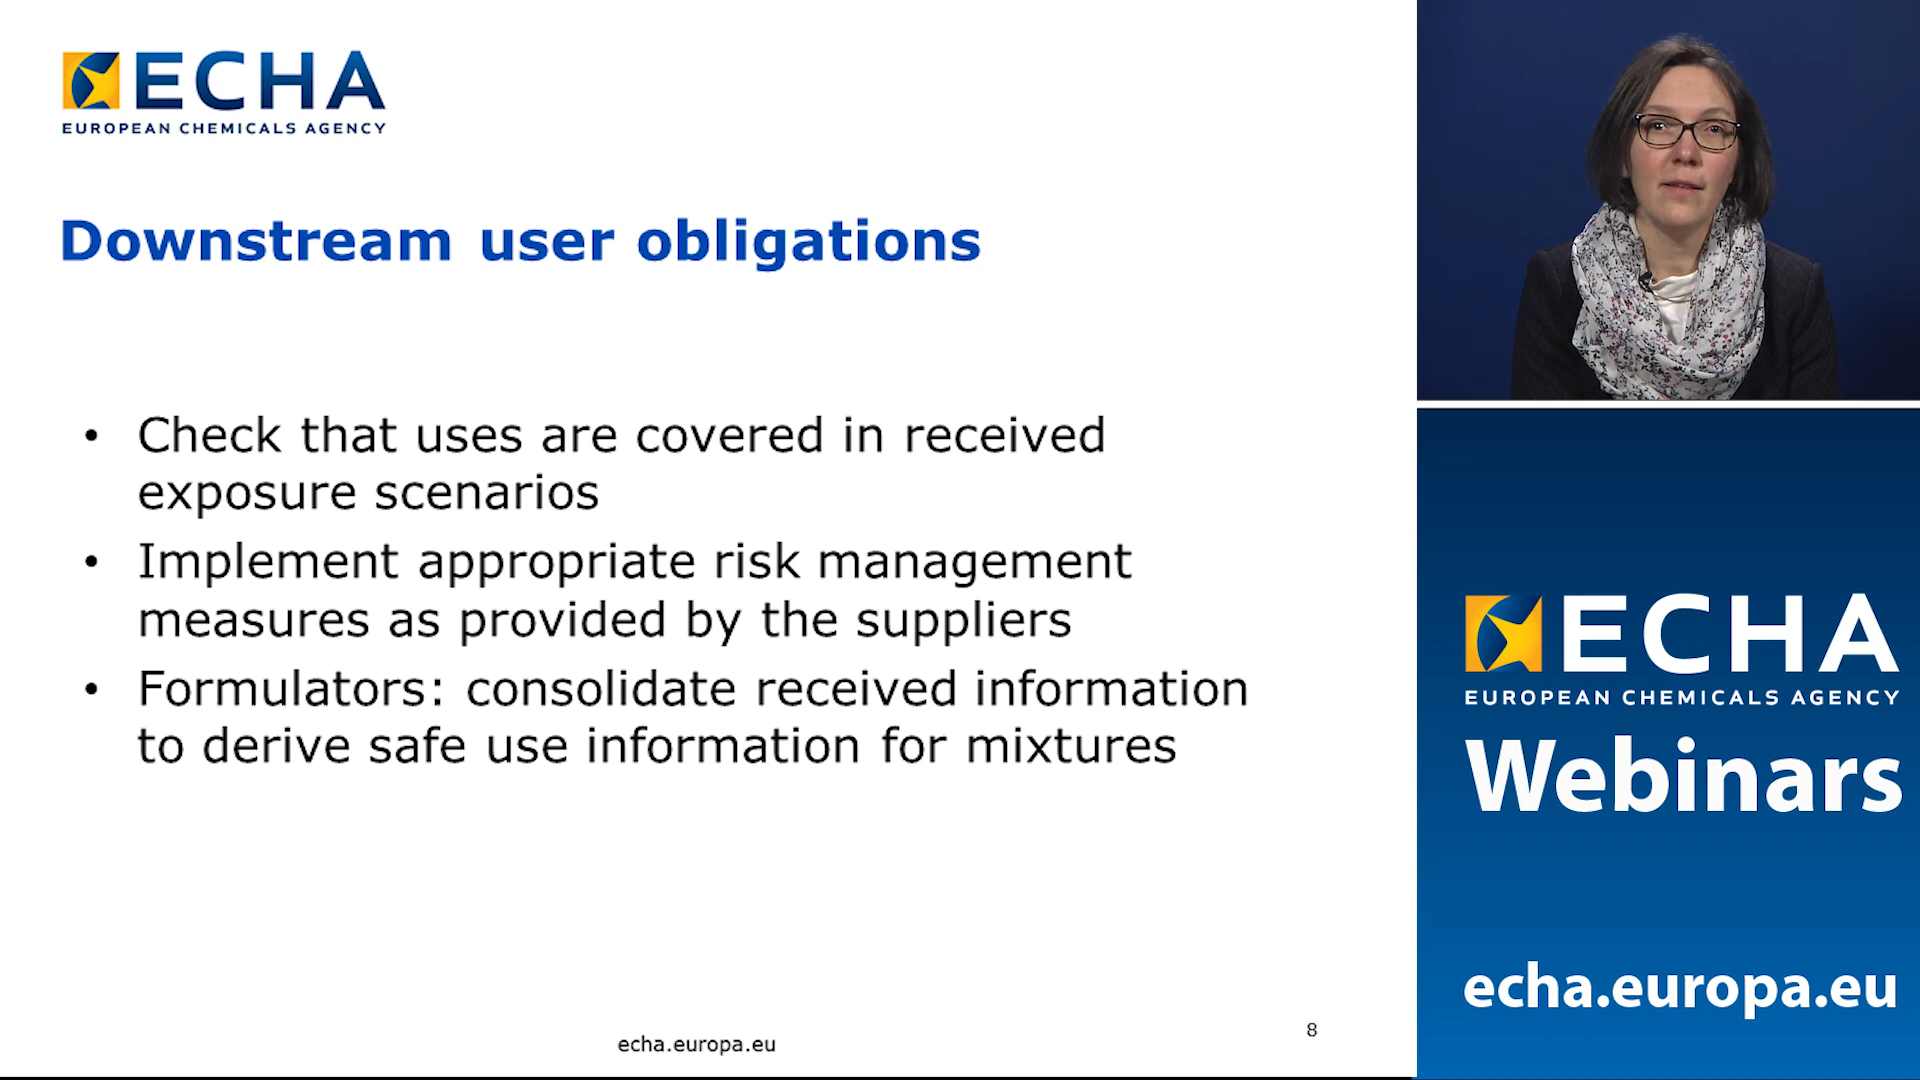 ECHA
EUROPEAN CHEMICALS AGENCY
Downstream user obligations
• Check that uses are covered in received
exposure scenarios
• Implement appropriate risk management
measures as provided by the suppliers
• Formulators: consolidate received information
to derive safe use information for mixtures
echa.europa.eu
8
ECHA
EUROPEAN CHEMICALS AGENCY
Webinars
echa.europa.eu